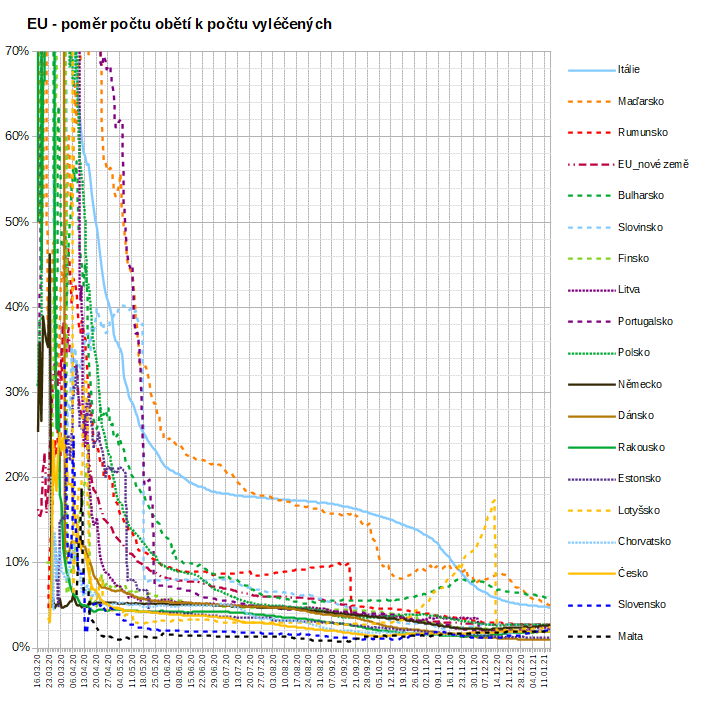 EU - poměr počtu obětí k počtu vyléčených
70%
60%
50%
40%
30%
20%
10%
0%
Itálie
Maďarsko
Rumunsko
EU_nové země
Bulharsko
Slovinsko
Finsko
Litva
Portugalsko
Polsko
Německo
Dánsko
Rakousko
Estonsko
Lotyšsko
Chorvatsko
Česko
Slovensko
Malta
16.03.20
23.03.20
30.03.20
06.04.20
13.04.20
20.04.20
27.04.20
04.05.20
11.05.20
18.05.20
25.05.20
01.06.20
08.06.20
15.06.20
22.06.20
29.06.20
06.07.20
13.07.20
20.07.20
27.07.20
03.08.20
10.08.20
17.08.20
24.08.20
31.08.20
07.09.20
14.09.20
21.09.20
28.09.20
05.10.20
12.10.20
19.10.20
26.10.20
02.11.20
09.11.20
16.11.20
23.11.20
30.11.20
07.12.20
14.12.20
21.12.20
28.12.20
04.01.21
11.01.21